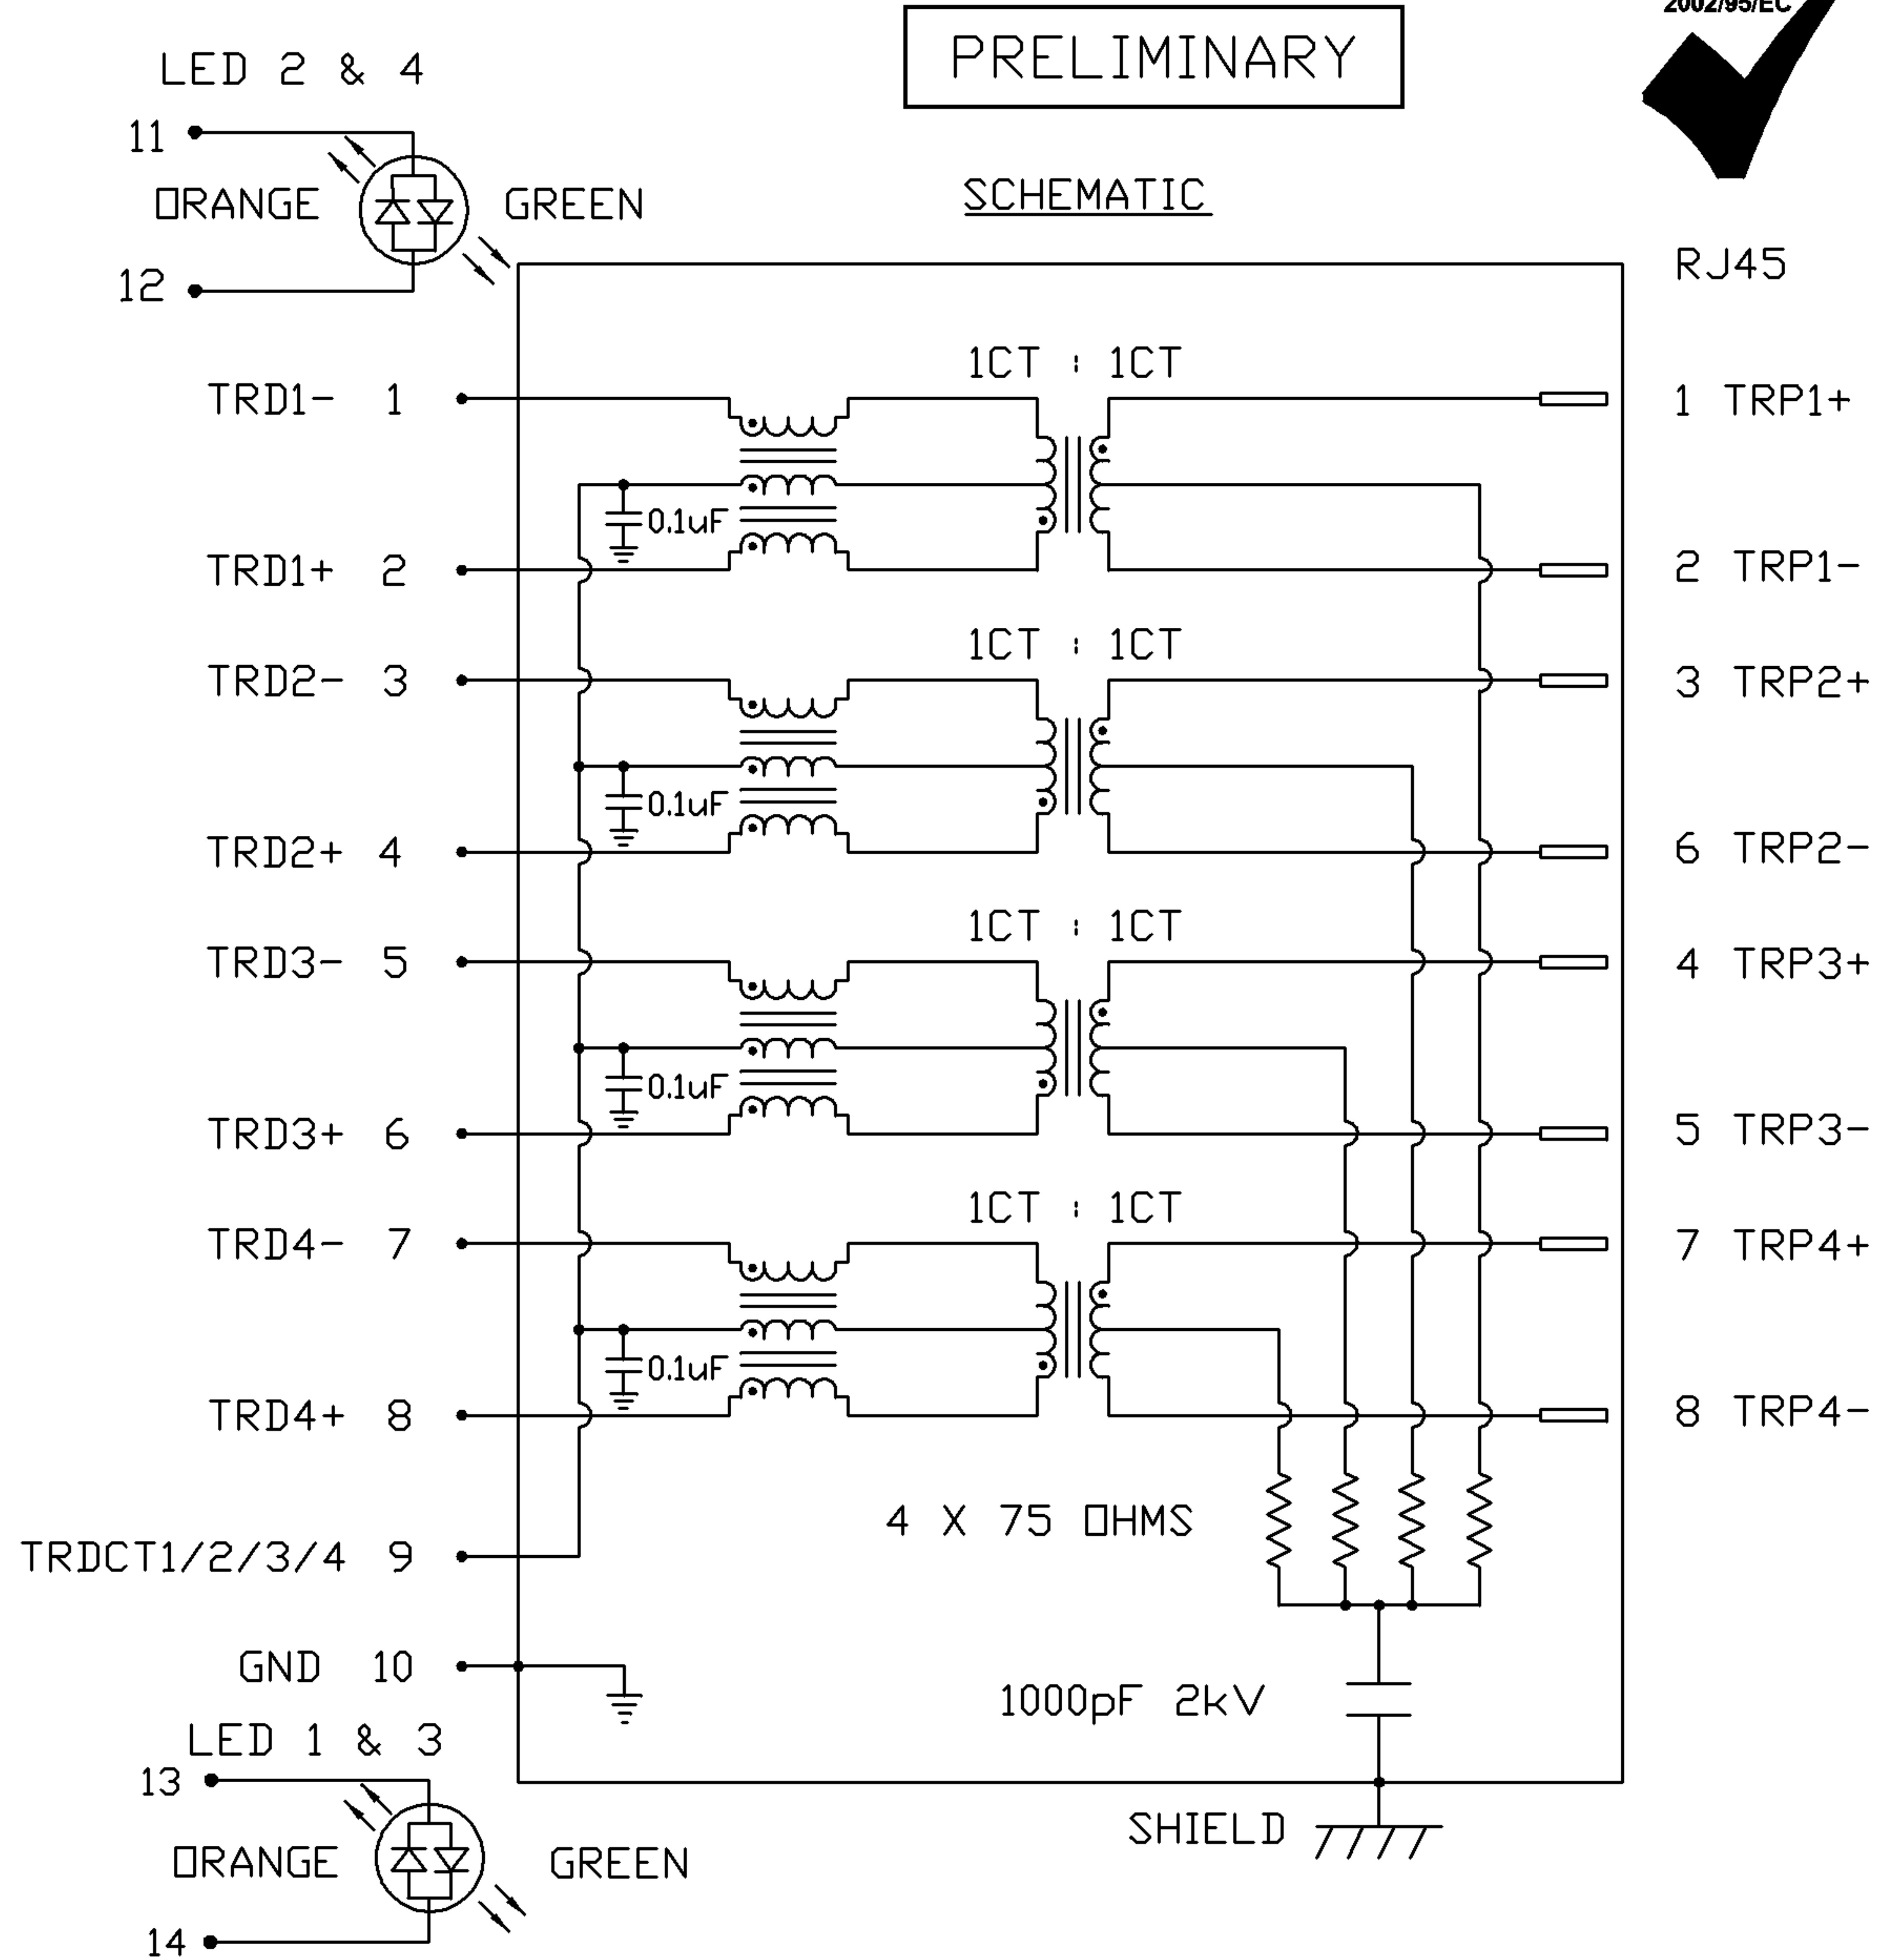 2002/95/EC
PRELIMINARY
LED 2 & 4
11
ORANGE GREEN
SCHEMATIC
12
RJ45
1CT : 1CT
TRD1- 1
1 TRP1+
0.1uF
TRD1+ 2
2 TRP1-
1CT : 1CT
TRD2- 3
3 TRP2+
0.1uF
TRD2+ 4
6 TRP2-
1CT : 1CT
TRD3- 5
4 TRP3+
0.1uF
TRD3+ 6
5 TRP3-
1CT : 1CT
TRD4- 7
7 TRP4+
0.1uF
TRD4+ 8
8 TRP4-
4 X 75 OHMS
TRDCT1/2/3/4 9
GND 10
1000pF 2kV
LED 1 & 3
13
SHIELD
ORANGE GREEN
14